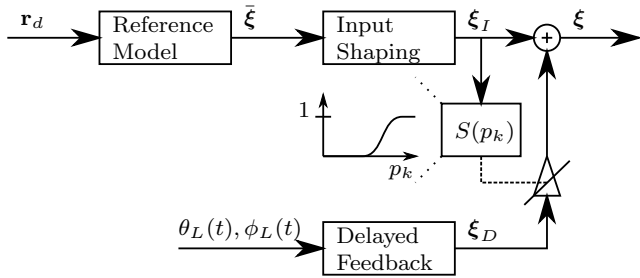 r_d
Reference
Model
ξ̄
Input
Shaping
ξ_I
+
ξ
1
p_k
S(p_k)
θ_L(t), ϕ_L(t)
Delayed
Feedback
ξ_D